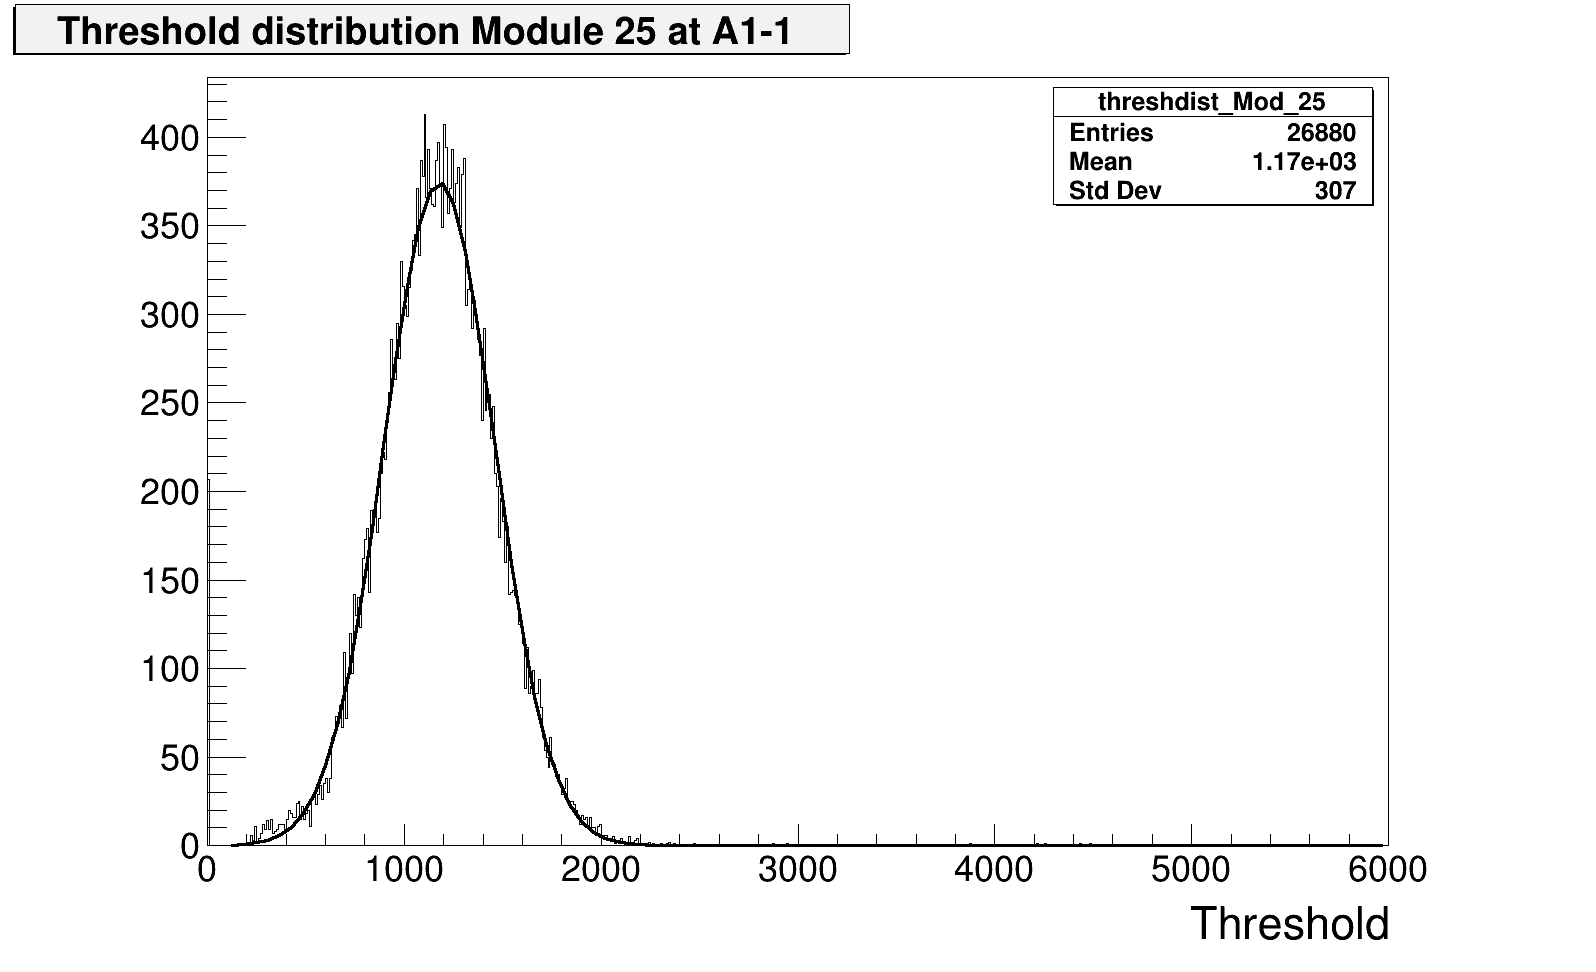 Threshold distribution Module 25 at A1-1
threshdist_Mod_25
Entries 26880
Mean 1.17e+03
Std Dev 307
400
350
300
250
200
150
100
50
0
0 1000 2000 3000 4000 5000 6000
Threshold